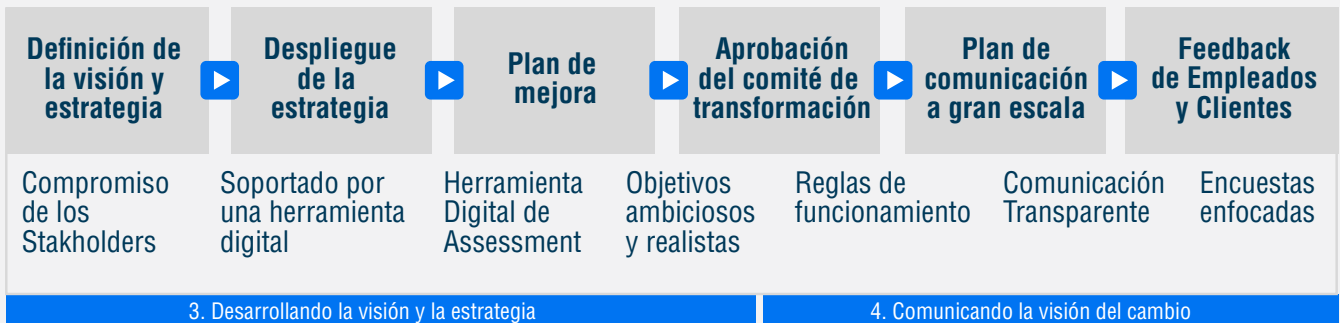 Definición de
la visión y
estrategia
Despliegue
de la
estrategia
Plan de
mejora
Aprobación
del comité de
transformación
Plan de
comunicación
a gran escala
Feedback
de Empleados
y Clientes
Compromiso
de los
Stakholders
Soportado por
una herramienta
digital
Herramienta
Digital de
Assessment
Objetivos
ambiciosos
y realistas
Reglas de
funcionamiento
Comunicación
Transparente
Encuestas
enfocadas
3. Desarrollando la visión y la estrategia
4. Comunicando la visión del cambio